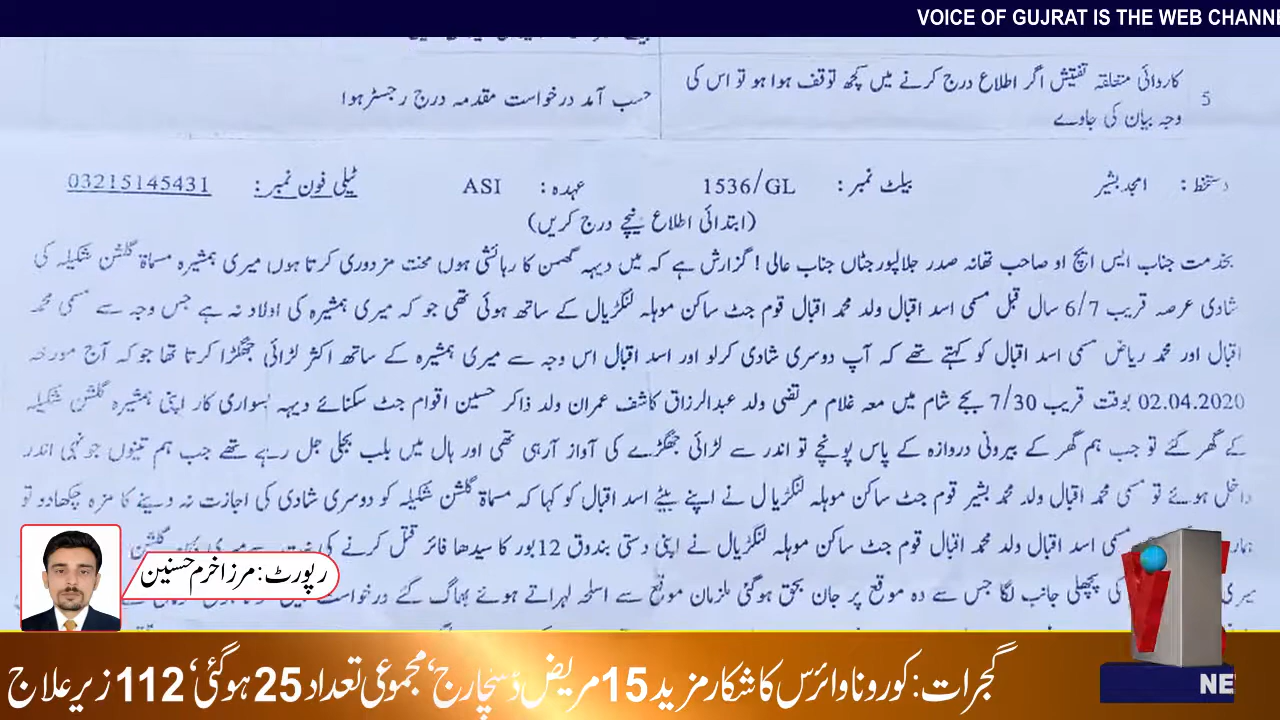 VOICE OF GUJRAT IS THE WEB CHANNE
5 کاروائی متعلقہ تفتیش اگر اطلاع درج کرنے میں کچھ توقف ہوا ہو تو اس کی
وجہ بیان کی جاوے
حسب آمد درخواست مقدمہ درج رجسٹر ہوا
دستخط : امجد بشیر بیلٹ نمبر : 1536/GL عہدہ : ASI ٹیلی فون نمبر : 03215145431
(ابتدائی اطلاع نیچے درج کریں)
بخدمت جناب ایس ایچ او صاحب تھانہ صدر جلالپورجٹاں جناب عالی ! گزارش ہے کہ میں دیہہ گھمن کا رہائشی ہوں محنت مزدوری کرتا ہوں میری ہمشیرہ مسماۃ گلشن شکیلہ کی
شادی عرصہ قریب 6/7 سال قبل مسمی اسد اقبال ولد محمد اقبال قوم جٹ ساکن موہلہ لنگڑیال کے ساتھ ہوئی تھی جو کہ میری ہمشیرہ کی اولاد نہ ہے جس وجہ سے مسمی محمد
اقبال اور محمد ریاض مسمی اسد اقبال کو کہتے تھے کہ آپ دوسری شادی کرلو اور اسد اقبال اس وجہ سے میری ہمشیرہ کے ساتھ اکثر لڑائی جھگڑا کرتا تھا جو کہ آج مورخہ
02.04.2020 بوقت قریب 7/30 بجے شام میں معہ غلام مرتضی ولد عبدالرزاق کاشف عمران ولد ذاکر حسین اقوام جٹ سکنائے دیہہ بسواری کار اپنی ہمشیرہ گلشن شکیلہ
کے گھر گئے تو جب ہم گھر کے بیرونی دروازہ کے پاس پونچے تو اندر سے لڑائی جھگڑے کی آواز آرہی تھی اور ہال میں بلب بجلی جل رہے تھے جب ہم تینوں جونہی اندر
داخل ہوئے تو مسمی محمد اقبال ولد محمد بشیر قوم جٹ ساکن موہلہ لنگڑیال نے اپنے بیٹے اسد اقبال کو کہا کہ مسماۃ گلشن شکیلہ کو دوسری شادی کی اجازت نہ دینے کا مزہ چکھادو تو
مسمی اسد اقبال ولد محمد اقبال قوم جٹ ساکن موہلہ لنگڑیال نے اپنی دستی بندوق 12 بور کا سیدھا فائر قتل کرنے کی
میری کی پچھلی جانب لگا جس سے وہ موقع پر جان بحق ہوگئی ملزمان موقع سے اسلحہ لہراتے ہوئے بھاگ گئے
رپورٹ: مرزا خرم حسنین
NE
گجرات: کورونا وائرس کا شکار مزید 15 مریض ڈسچارج، مجموعی تعداد 25 ہوگئی، 112 زیر علاج